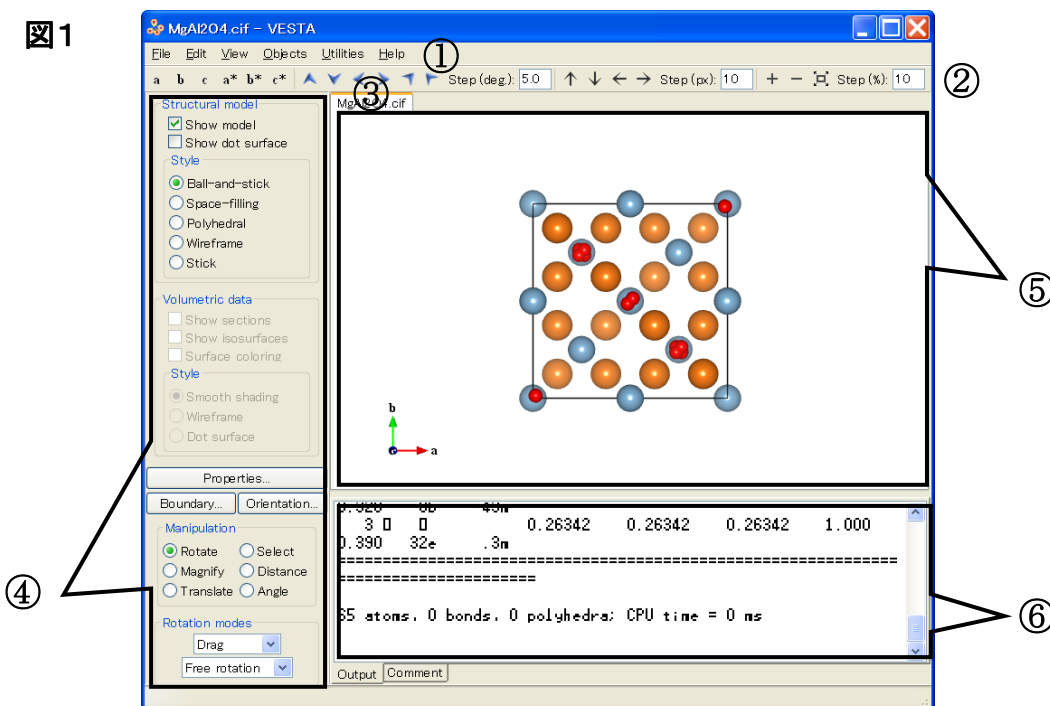 図1
MgAl2O4.cif - VESTA
File Edit View Objects Utilities Help ①
a b c a* b* c* Step (deg.): 5.0 ↑ ↓ ← → Step (px): 10 + − Step (%): 10 ②
③
MgAl2O4.cif
Structural model
Show model
Show dot surface
Style
Ball-and-stick
Space-filling
Polyhedral
Wireframe
Stick
Volumetric data
Show sections
Show isosurfaces
Surface coloring
Style
Smooth shading
Wireframe
Dot surface
Properties...
Boundary... Orientation...
Manipulation
Rotate Select
Magnify Distance
Translate Angle
Rotation modes
Drag
Free rotation
④
b
a
⑤
3 0.26342 0.26342 0.26342 1.000
0.390 32e .3m
==========================================================
=======================
65 atoms, 0 bonds, 0 polyhedra; CPU time = 0 ms
⑥
Output Comment